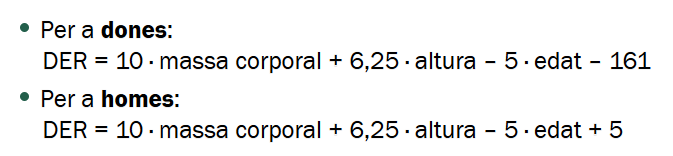 • Per a dones:
DER = 10 · massa corporal + 6,25 · altura – 5 · edat – 161
• Per a homes:
DER = 10 · massa corporal + 6,25 · altura – 5 · edat + 5